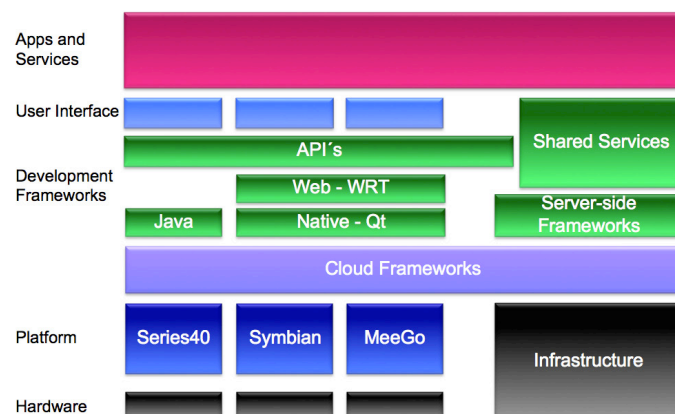 Apps and
Services
User Interface
API´s
Shared Services
Development
Frameworks
Web - WRT
Java
Native - Qt
Server-side
Frameworks
Cloud Frameworks
Platform
Series40
Symbian
MeeGo
Infrastructure
Hardware